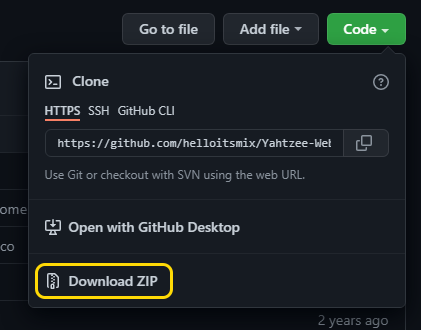 Go to file Add file Code
Clone
HTTPS SSH GitHub CLI
https://github.com/helloitsmix/Yahtzee-Web
Use Git or checkout with SVN using the web URL.
ome
Open with GitHub Desktop
co
Download ZIP
2 years ago